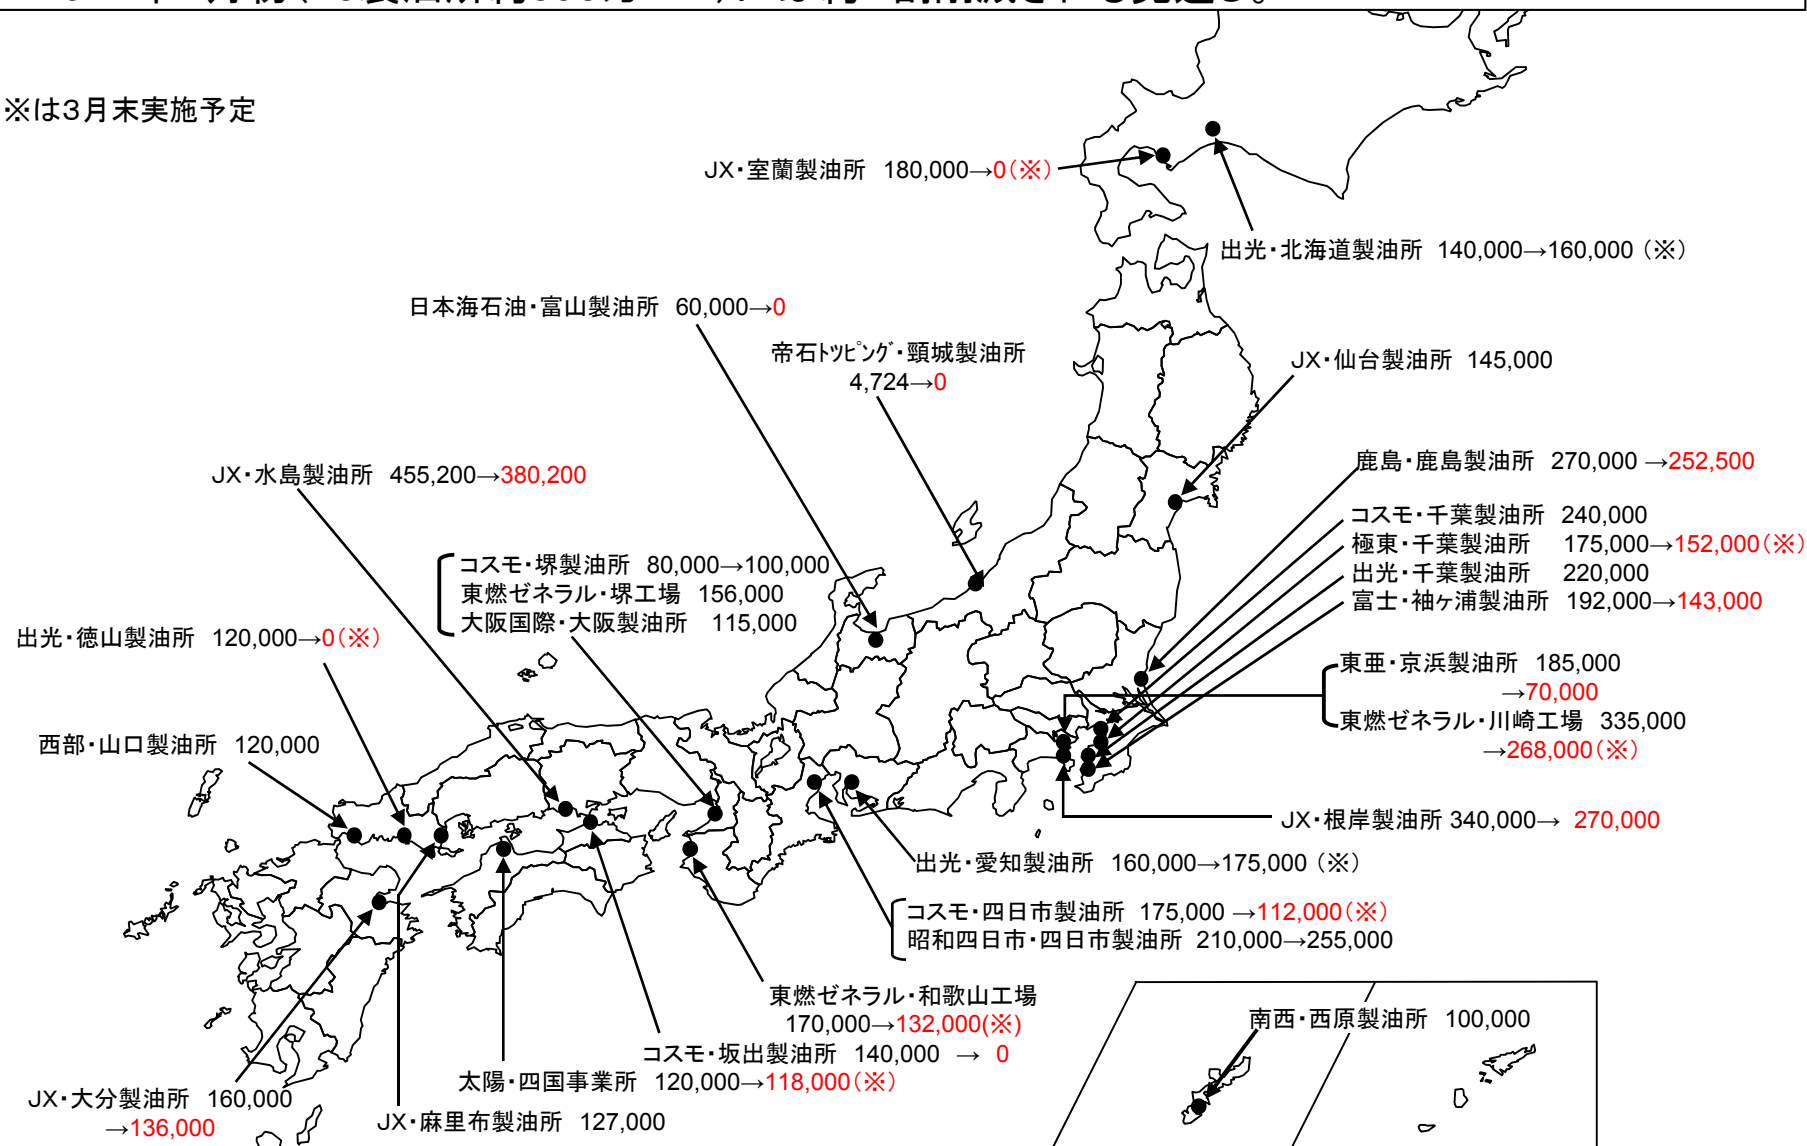 ※は3月末実施予定
JX・室蘭製油所 180,000→0(※)
出光・北海道製油所 140,000→160,000 (※)
日本海石油・富山製油所 60,000→0
帝石トッピング・頸城製油所
4,724→0
JX・仙台製油所 145,000
鹿島・鹿島製油所 270,000 →252,500
JX・水島製油所 455,200→380,200
コスモ・千葉製油所 240,000
極東・千葉製油所 175,000→152,000(※)
出光・千葉製油所 220,000
富士・袖ヶ浦製油所 192,000→143,000
コスモ・堺製油所 80,000→100,000
東燃ゼネラル・堺工場 156,000
大阪国際・大阪製油所 115,000
出光・徳山製油所 120,000→0(※)
東亜・京浜製油所 185,000
→70,000
東燃ゼネラル・川崎工場 335,000
→268,000(※)
西部・山口製油所 120,000
JX・根岸製油所 340,000→ 270,000
出光・愛知製油所 160,000→175,000 (※)
コスモ・四日市製油所 175,000 →112,000(※)
昭和四日市・四日市製油所 210,000→255,000
東燃ゼネラル・和歌山工場
170,000→132,000(※)
南西・西原製油所 100,000
コスモ・坂出製油所 140,000 → 0
太陽・四国事業所 120,000→118,000(※)
JX・大分製油所 160,000
→136,000
JX・麻里布製油所 127,000